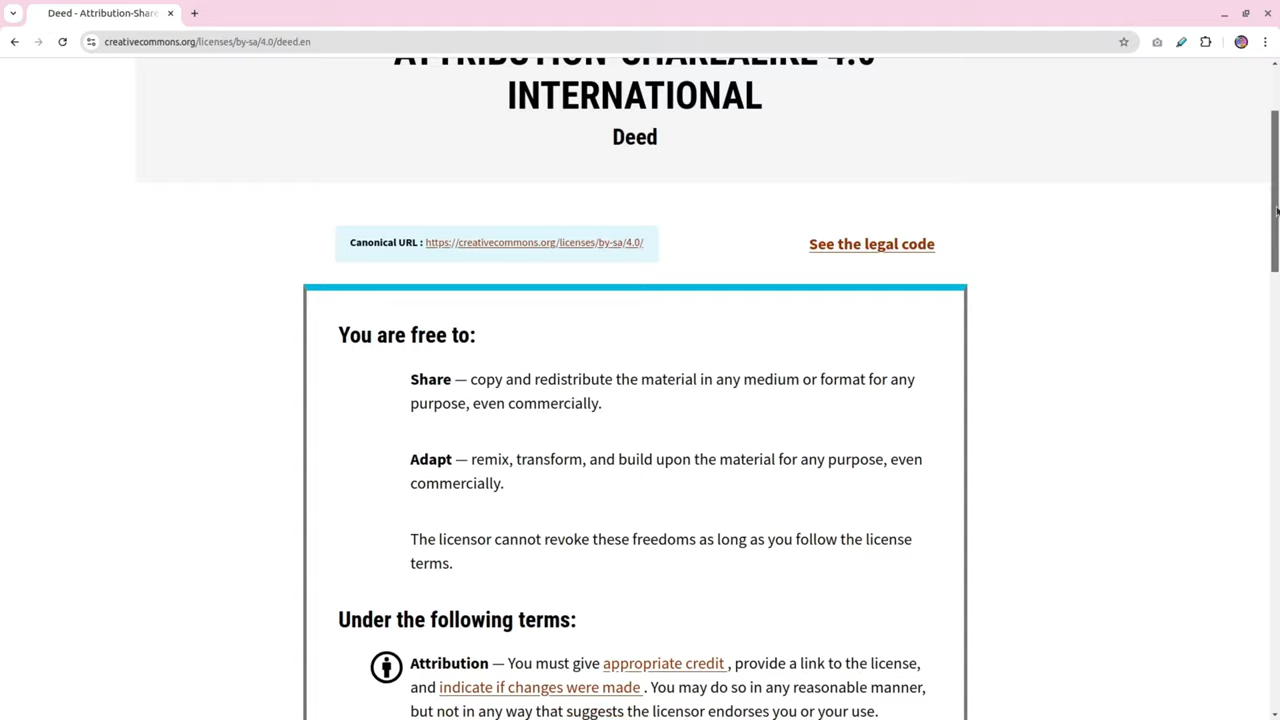 Deed - Attribution-Share
creativecommons.org/licenses/by-sa/4.0/deed.en
ATTRIBUTION-SHAREALIKE 4.0
INTERNATIONAL
Deed
Canonical URL : https://creativecommons.org/licenses/by-sa/4.0/
See the legal code
You are free to:
Share — copy and redistribute the material in any medium or format for any
purpose, even commercially.
Adapt — remix, transform, and build upon the material for any purpose, even
commercially.
The licensor cannot revoke these freedoms as long as you follow the license
terms.
Under the following terms:
Attribution — You must give appropriate credit , provide a link to the license,
and indicate if changes were made . You may do so in any reasonable manner,
but not in any way that suggests the licensor endorses you or your use.